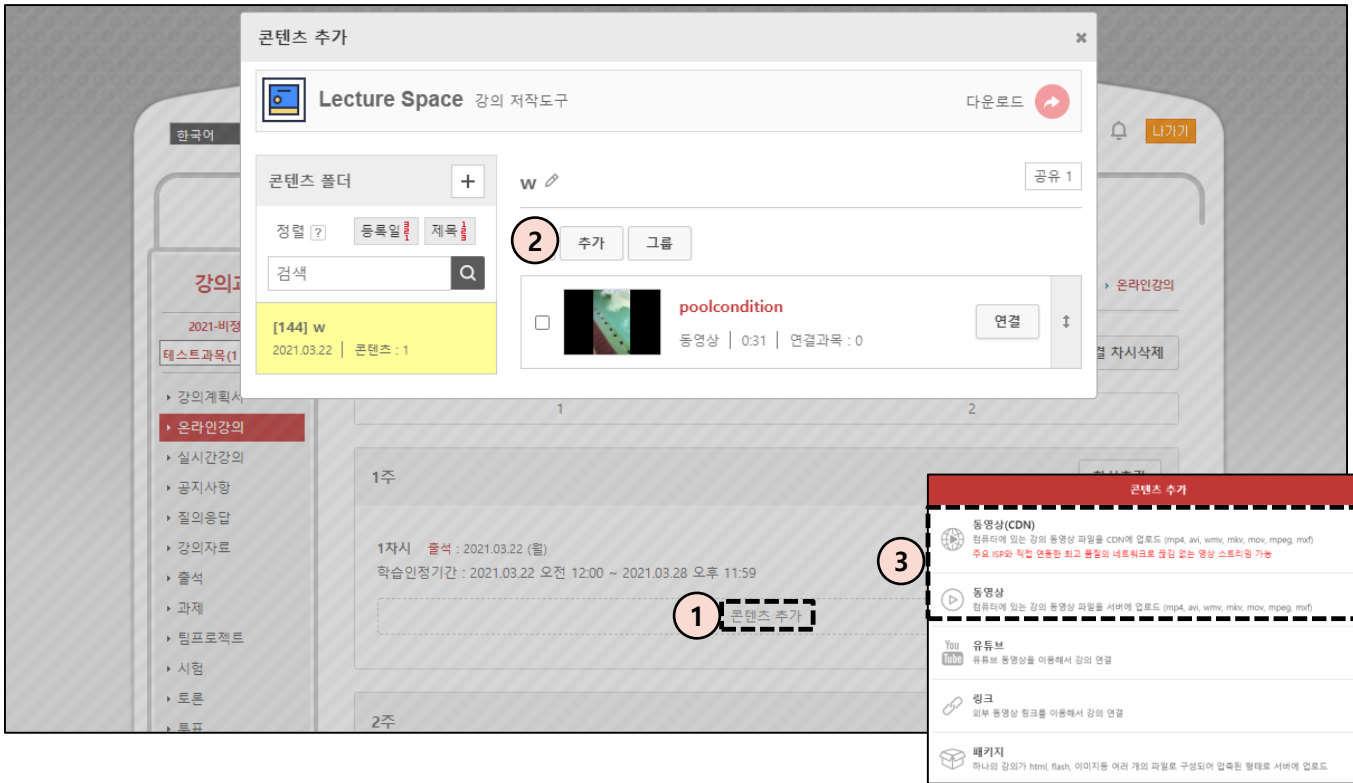 콘텐츠 추가
Lecture Space 강의 저작도구
다운로드
한국어
나가기
콘텐츠 폴더
+
w
공유 1
정렬 ?
등록일
제목
2
추가
그룹
검색
강의
온라인강의
poolcondition
동영상 | 0:31 | 연결과목 : 0
연결
2021-비정
[144] w
2021.03.22 | 콘텐츠 : 1
테스트과목(1
차시삭제
강의계획서
1
2
온라인강의
실시간강의
공지사항
질의응답
강의자료
출석
과제
팀프로젝트
시험
토론
투표
1주
1차시 출석 : 2021.03.22 (월)
학습인정기간 : 2021.03.22 오전 12:00 ~ 2021.03.28 오후 11:59
1
콘텐츠 추가
2주
콘텐츠 추가
3
동영상(CDN)
컴퓨터에 있는 강의 동영상 파일을 CDN에 업로드 (mp4, avi, wmv, mkv, mov, mpeg, mxf)
주요 ISP와 직접 연동한 최고 품질의 네트워크로 끊김 없는 영상 스트리밍 가능
동영상
컴퓨터에 있는 강의 동영상 파일을 서버에 업로드 (mp4, avi, wmv, mkv, mov, mpeg, mxf)
You Tube
유튜브
유튜브 동영상을 이용해서 강의 연결
링크
외부 동영상 링크를 이용해서 강의 연결
패키지
하나의 강의가 html, flash, 이미지등 여러 개의 파일로 구성되어 압축된 형태로 서버에 업로드